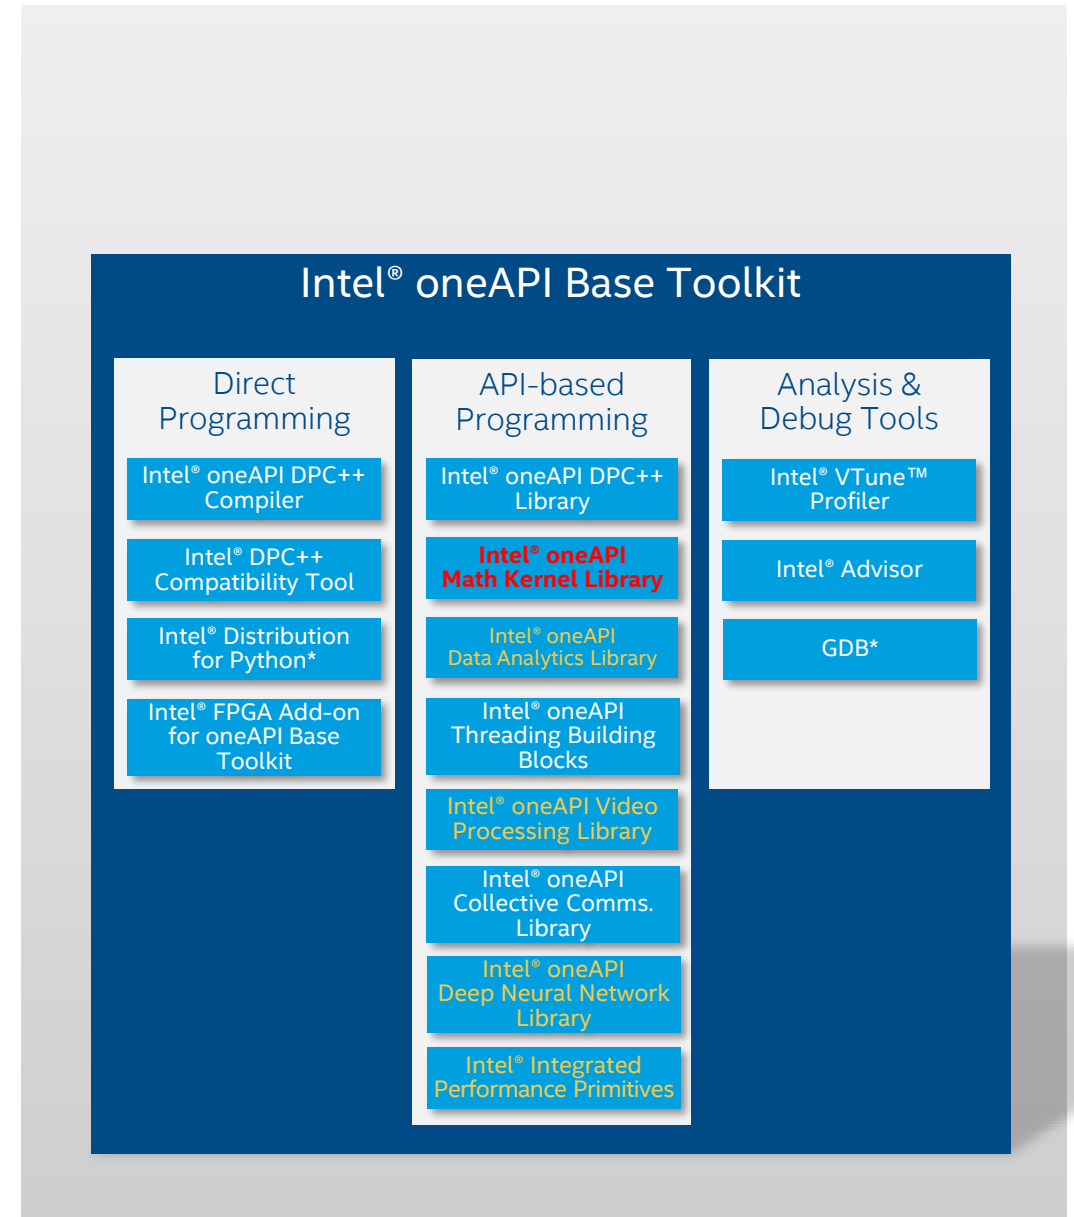 Intel® oneAPI Base Toolkit
Direct
Programming
Intel® oneAPI DPC++
Compiler
Intel® DPC++
Compatibility Tool
Intel® Distribution
for Python*
Intel® FPGA Add-on
for oneAPI Base
Toolkit
API-based
Programming
Intel® oneAPI DPC++
Library
Intel® oneAPI
Math Kernel Library
Intel® oneAPI
Data Analytics Library
Intel® oneAPI
Threading Building
Blocks
Intel® oneAPI Video
Processing Library
Intel® oneAPI
Collective Comms.
Library
Intel® oneAPI
Deep Neural Network
Library
Intel® Integrated
Performance Primitives
Analysis &
Debug Tools
Intel® VTune™
Profiler
Intel® Advisor
GDB*